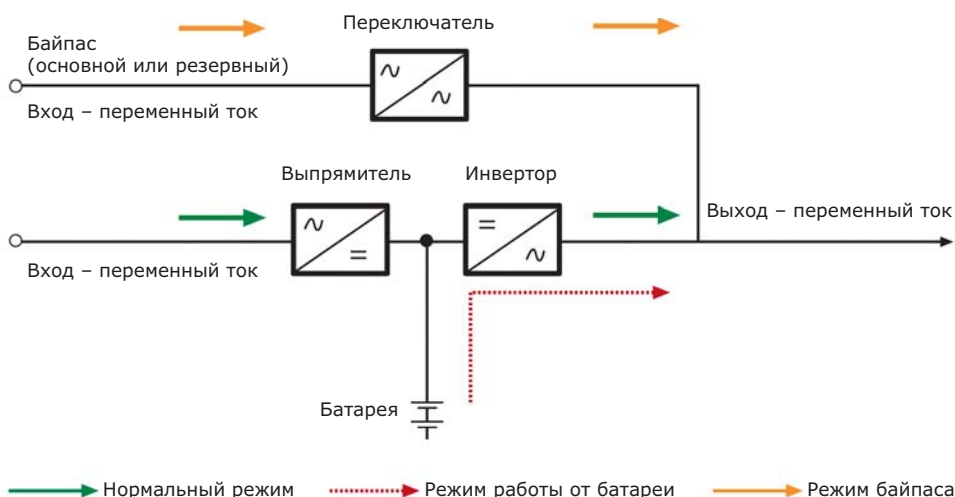 Переключатель
Байпас
(основной или резервный)
Вход – переменный ток
Выпрямитель
Инвертор
Выход – переменный ток
Вход – переменный ток
Батарея
Нормальный режим
Режим работы от батареи
Режим байпаса